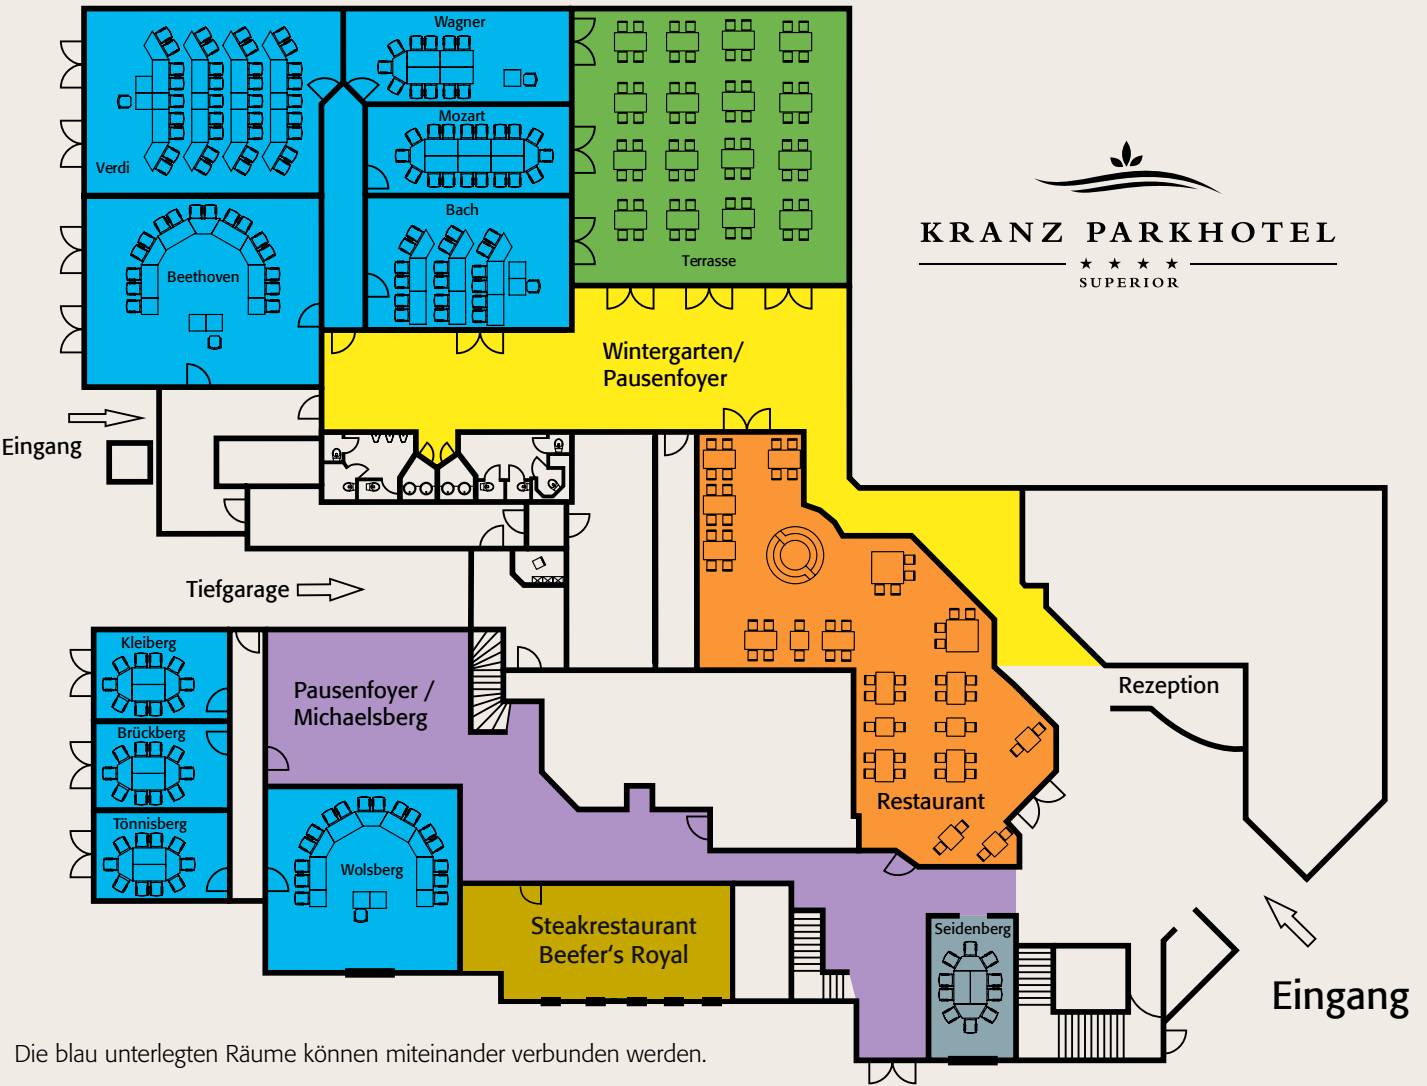 Wagner
Mozart
Verdi
Bach
Beethoven
Terrasse
KRANZ PARKHOTEL
SUPERIOR
Wintergarten/
Pausenfoyer
Eingang
Tiefgarage
Kleiberg
Brückberg
Tönnisberg
Pausenfoyer /
Michaelsberg
Wolsberg
Rezeption
Restaurant
Steakrestaurant
Beefer‘s Royal
Seidenberg
Eingang
Die blau unterlegten Räume können miteinander verbunden werden.